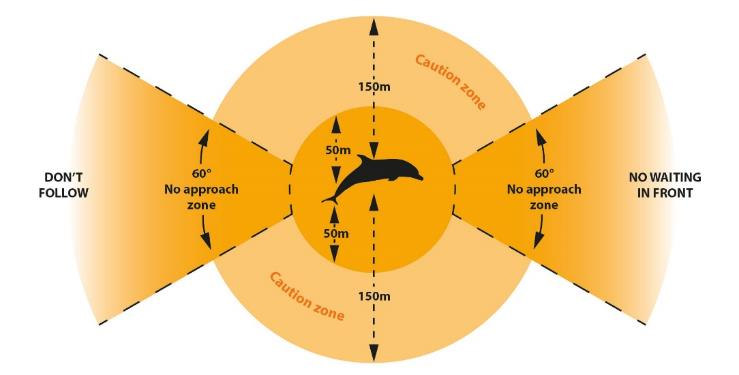 Caution zone
150m
50m
60°
No approach
zone
DON'T
FOLLOW
60°
No approach
zone
NO WAITING
IN FRONT
50m
150m
Caution zone